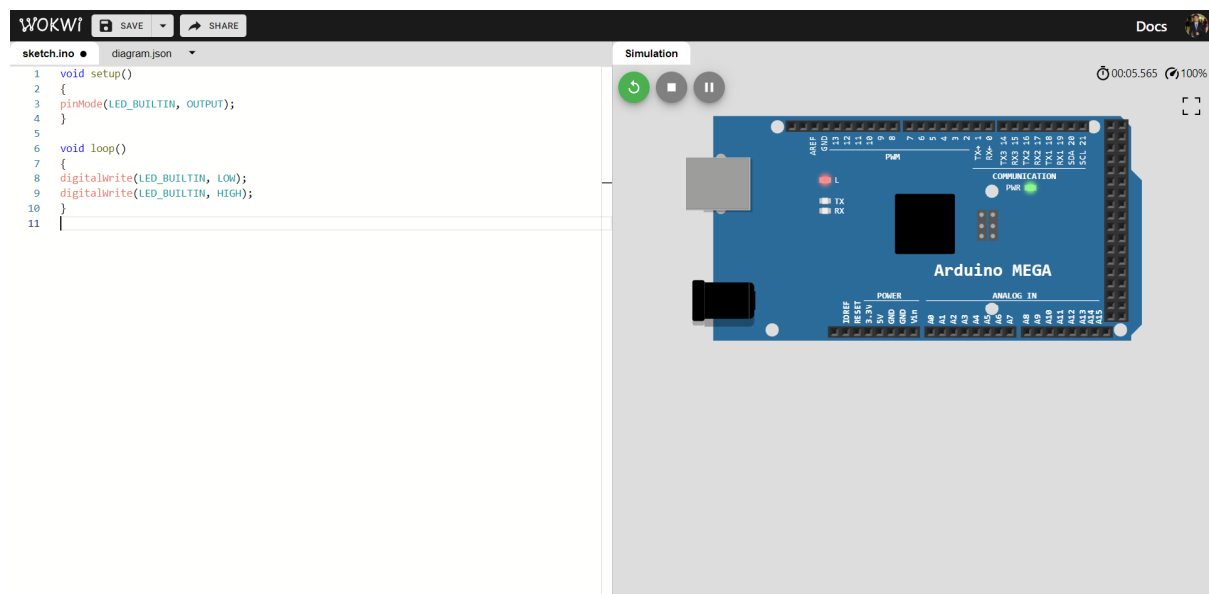 WOKWi SAVE SHARE Docs
sketch.ino ● diagram.json
Simulation
1 void setup()
2 {
3 pinMode(LED_BUILTIN, OUTPUT);
4 }
5
6 void loop()
7 {
8 digitalWrite(LED_BUILTIN, LOW);
9 digitalWrite(LED_BUILTIN, HIGH);
10 }
11
00:05.565 100%
AREF GND 13 12 11 10 9 8 7 6 5 4 3 2 TX→ 1 RX← 0 TX3 14 RX3 15 TX2 16 RX2 17 TX1 18 RX1 19 SDA 20 SCL 21
PWM
COMMUNICATION
L
PWR
TX
RX
Arduino MEGA
POWER ANALOG IN
IOREF RESET 3.3V 5V GND GND Vin A0 A1 A2 A3 A4 A5 A6 A7 A8 A9 A10 A11 A12 A13 A14 A15